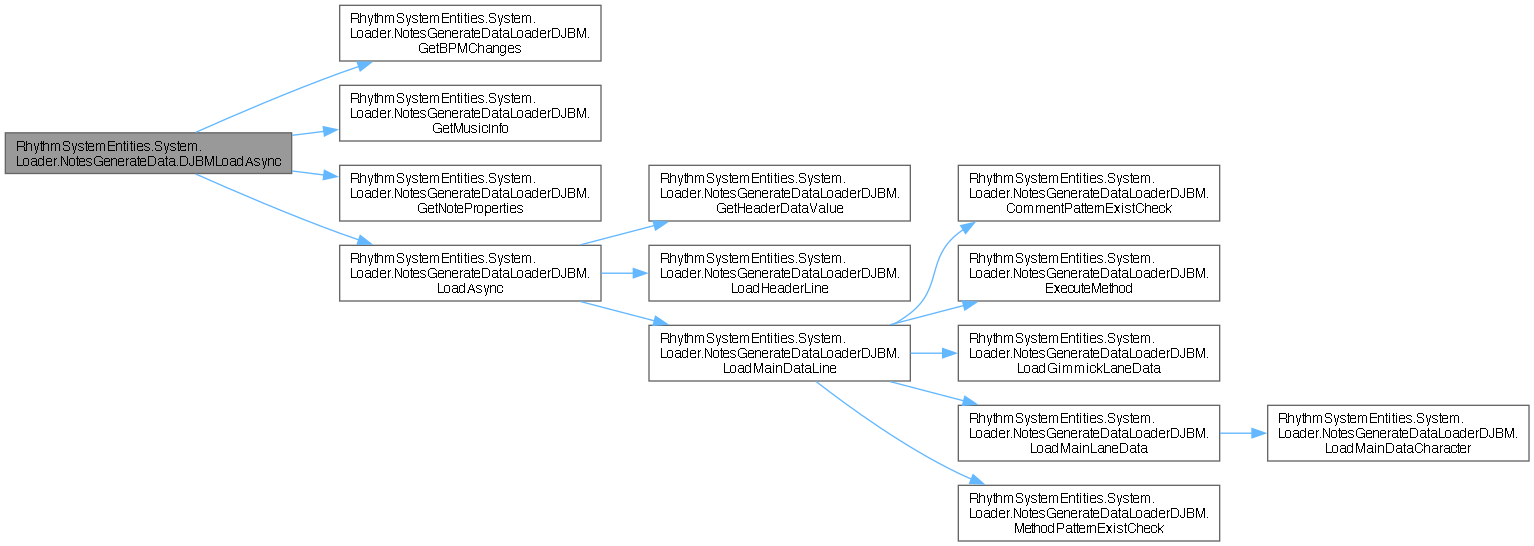 RhythmSystemEntities.System.
Loader.NotesGenerateDataLoaderDJBM.
GetBPMChanges
RhythmSystemEntities.System.
Loader.NotesGenerateDataLoaderDJBM.
GetMusicInfo
RhythmSystemEntities.System.
Loader.NotesGenerateData.DJBMLoadAsync
RhythmSystemEntities.System.
Loader.NotesGenerateDataLoaderDJBM.
GetNoteProperties
RhythmSystemEntities.System.
Loader.NotesGenerateDataLoaderDJBM.
LoadAsync
RhythmSystemEntities.System.
Loader.NotesGenerateDataLoaderDJBM.
GetHeaderDataValue
RhythmSystemEntities.System.
Loader.NotesGenerateDataLoaderDJBM.
LoadHeaderLine
RhythmSystemEntities.System.
Loader.NotesGenerateDataLoaderDJBM.
LoadMainDataLine
RhythmSystemEntities.System.
Loader.NotesGenerateDataLoaderDJBM.
CommentPatternExistCheck
RhythmSystemEntities.System.
Loader.NotesGenerateDataLoaderDJBM.
ExecuteMethod
RhythmSystemEntities.System.
Loader.NotesGenerateDataLoaderDJBM.
LoadGimmickLaneData
RhythmSystemEntities.System.
Loader.NotesGenerateDataLoaderDJBM.
LoadMainLaneData
RhythmSystemEntities.System.
Loader.NotesGenerateDataLoaderDJBM.
LoadMainDataCharacter
RhythmSystemEntities.System.
Loader.NotesGenerateDataLoaderDJBM.
MethodPatternExistCheck